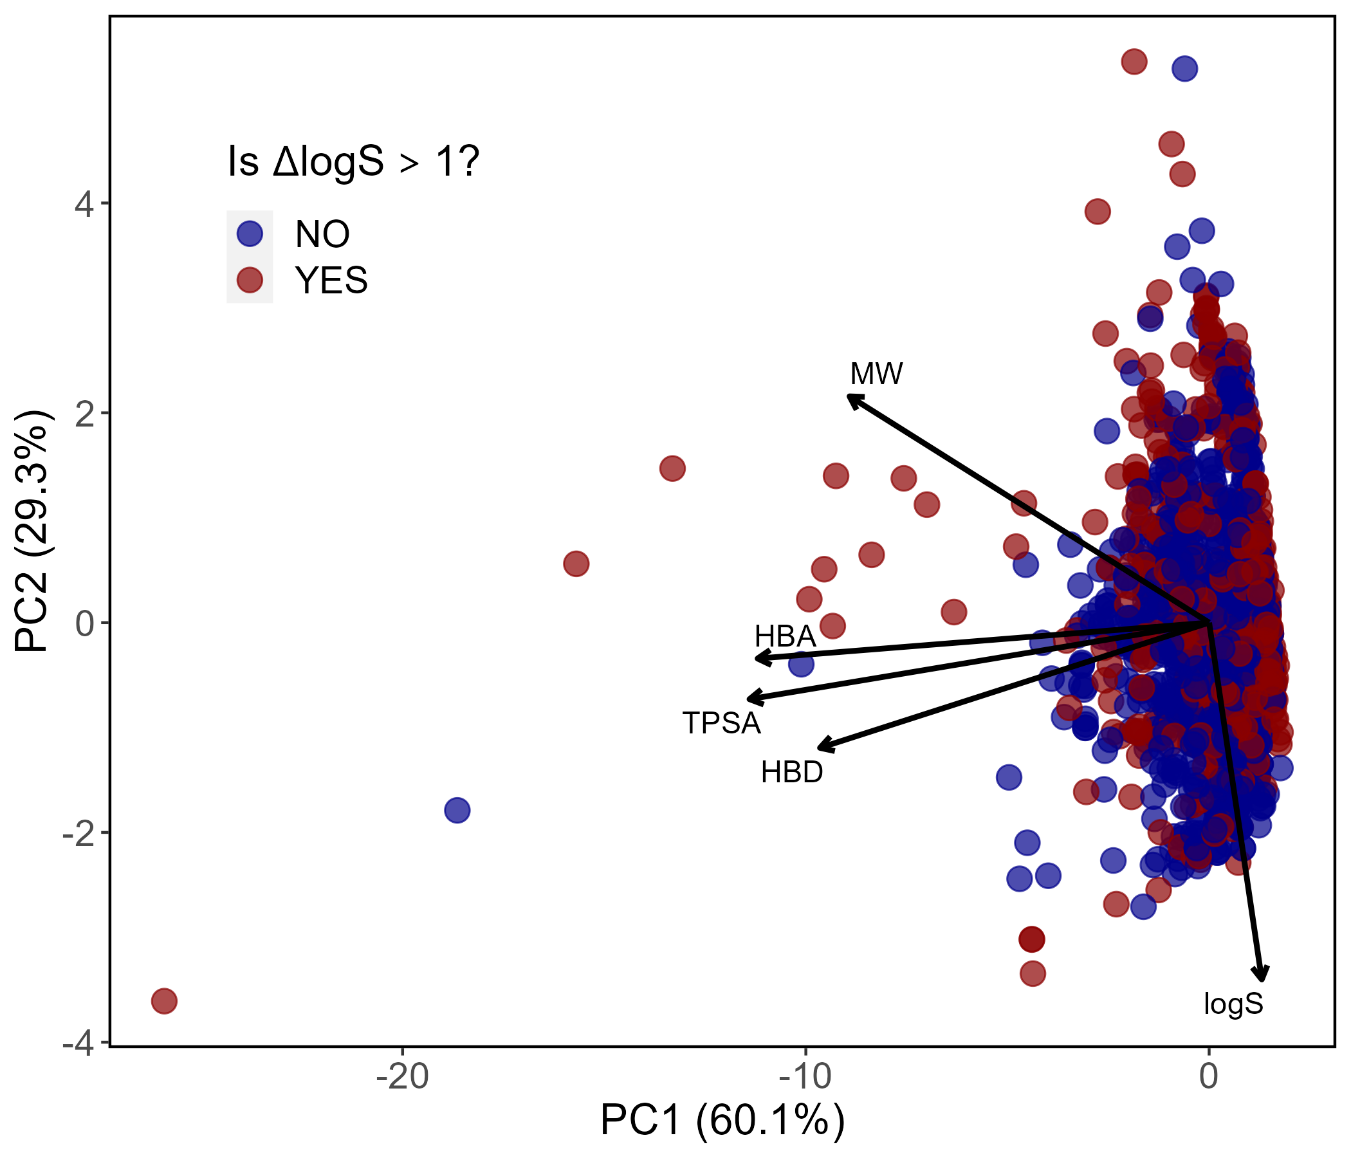 Is ΔlogS > 1?
NO
YES
4
2
0
-2
-4
PC2 (29.3%)
MW
HBA
TPSA
HBD
logS
-20
-10
0
PC1 (60.1%)